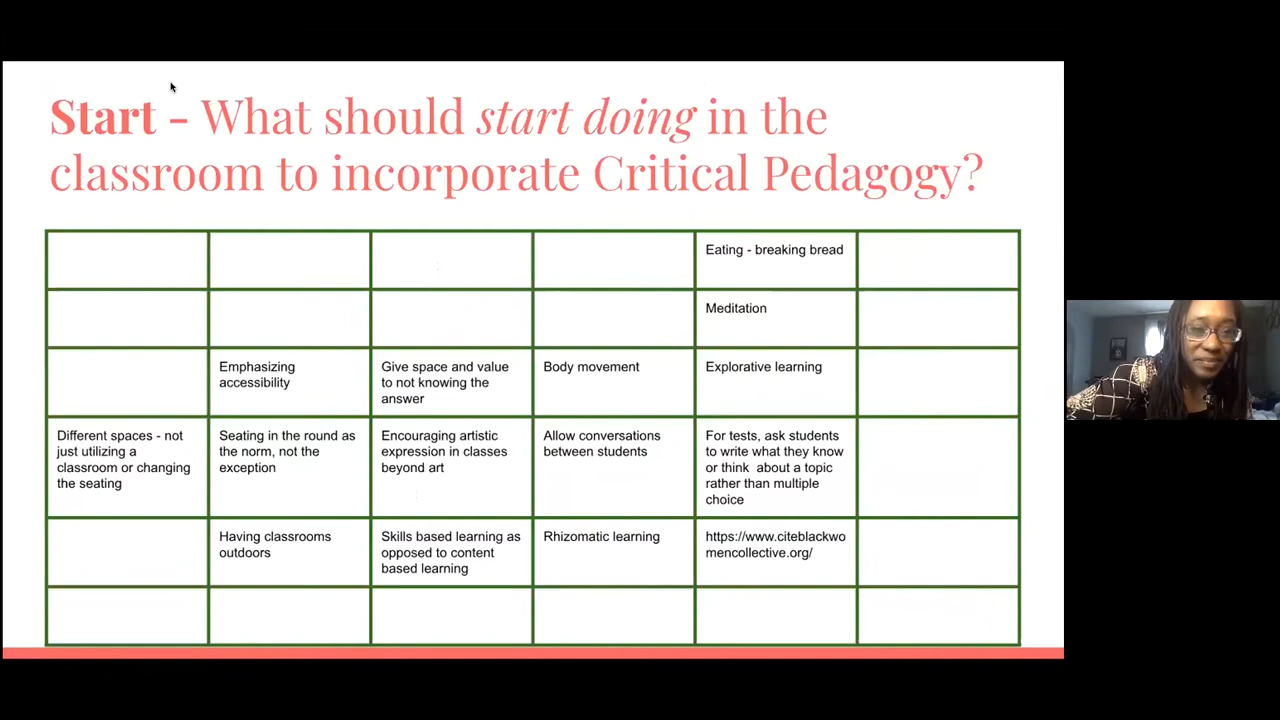 Start - What should start doing in the
classroom to incorporate Critical Pedagogy?
Eating - breaking bread
Meditation
Emphasizing
accessibility
Give space and value
to not knowing the
answer
Body movement
Explorative learning
Different spaces - not
just utilizing a
classroom or changing
the seating
Seating in the round as
the norm, not the
exception
Encouraging artistic
expression in classes
beyond art
Allow conversations
between students
For tests, ask students
to write what they know
or think about a topic
rather than multiple
choice
Having classrooms
outdoors
Skills based learning as
opposed to content
based learning
Rhizomatic learning
https://www.citeblackwo
mencollective.org/